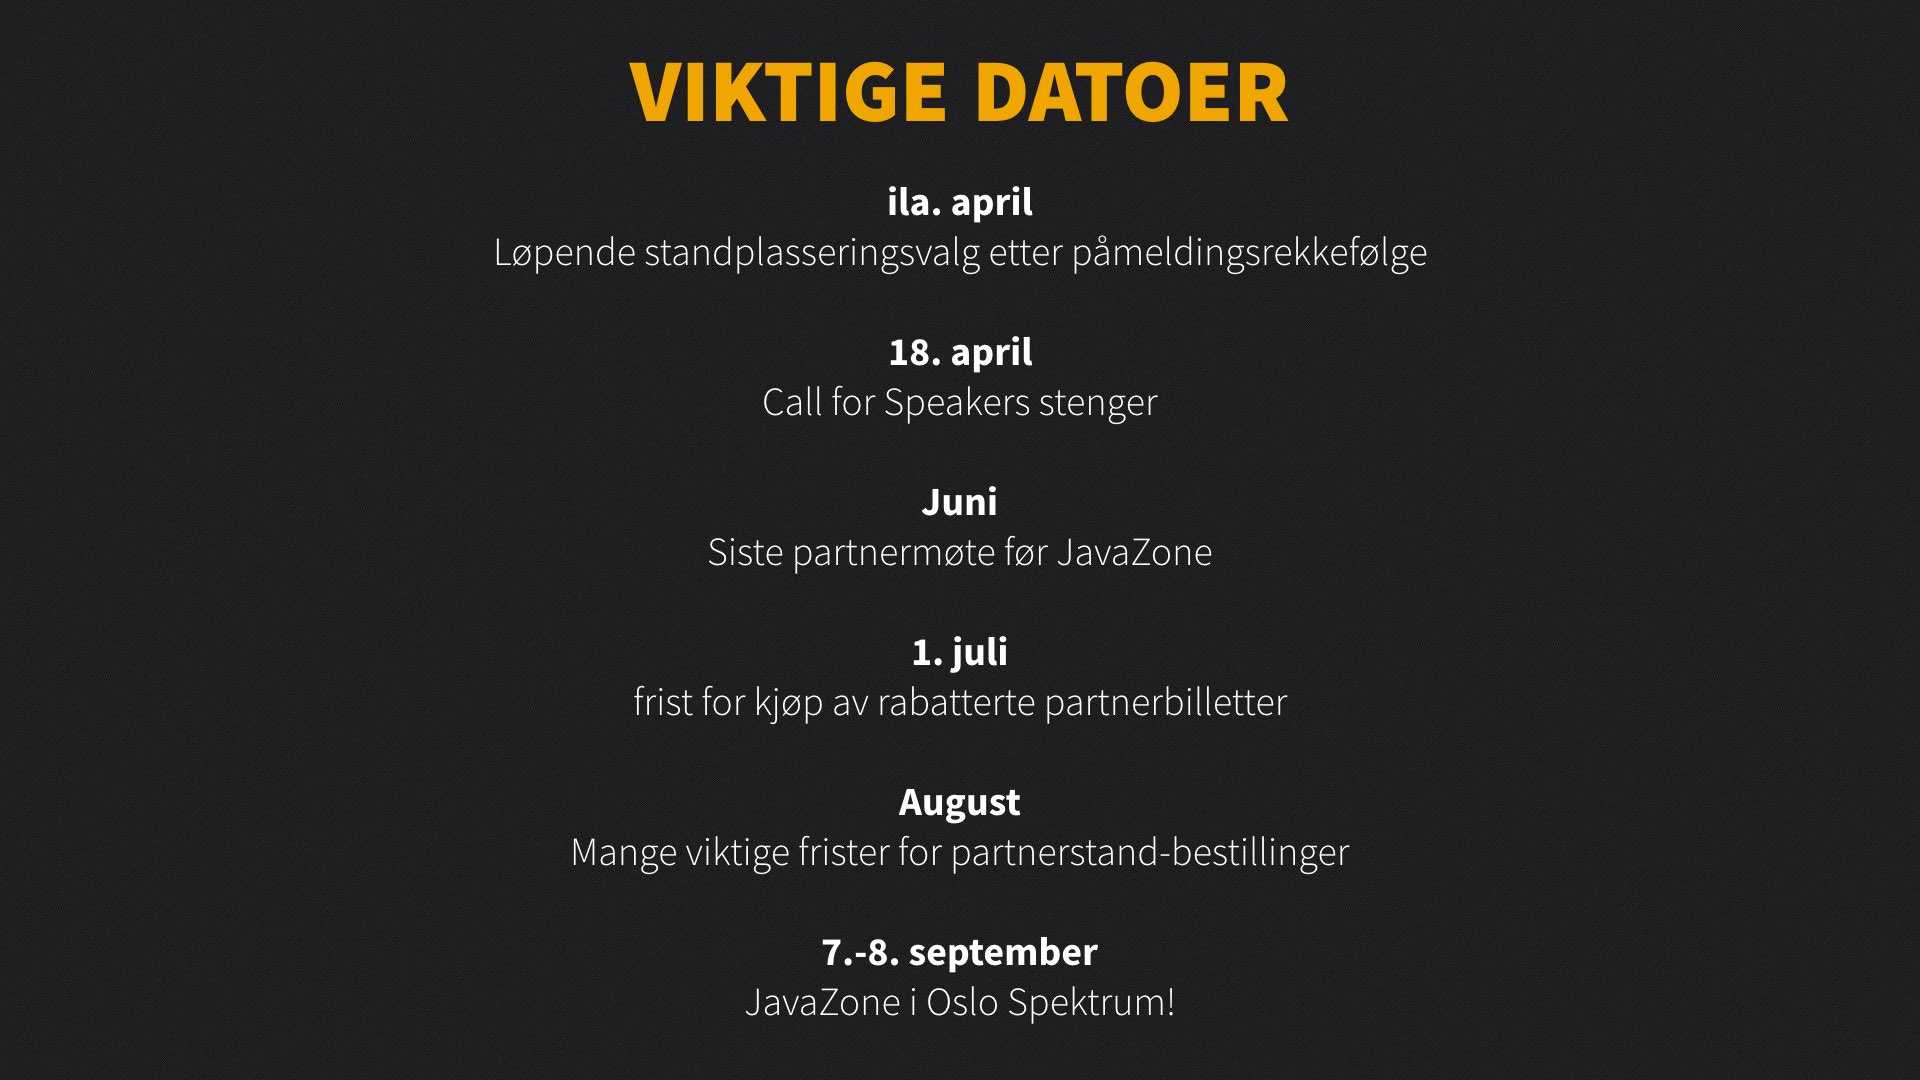 VIKTIGE DATOER
ila. april
Løpende standplasseringsvalg etter påmeldingsrekkefølge
18. april
Call for Speakers stenger
Juni
Siste partnermøte før JavaZone
1. juli
frist for kjøp av rabatterte partnerbilletter
August
Mange viktige frister for partnerstand-bestillinger
7.-8. september
JavaZone i Oslo Spektrum!